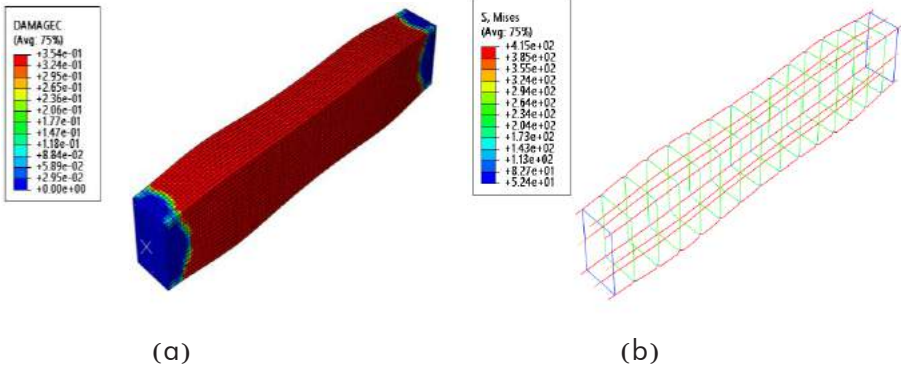 DAMAGEC
(Avg: 75%)
+3.54e-01
+3.24e-01
+2.95e-01
+2.65e-01
+2.36e-01
+2.06e-01
+1.77e-01
+1.47e-01
+1.18e-01
+8.84e-02
+5.89e-02
+2.95e-02
+0.00e+00
X
(a)
S, Mises
(Avg: 75%)
+4.15e+02
+3.85e+02
+3.55e+02
+3.24e+02
+2.94e+02
+2.64e+02
+2.34e+02
+2.04e+02
+1.73e+02
+1.43e+02
+1.13e+02
+8.27e+01
+5.24e+01
(b)